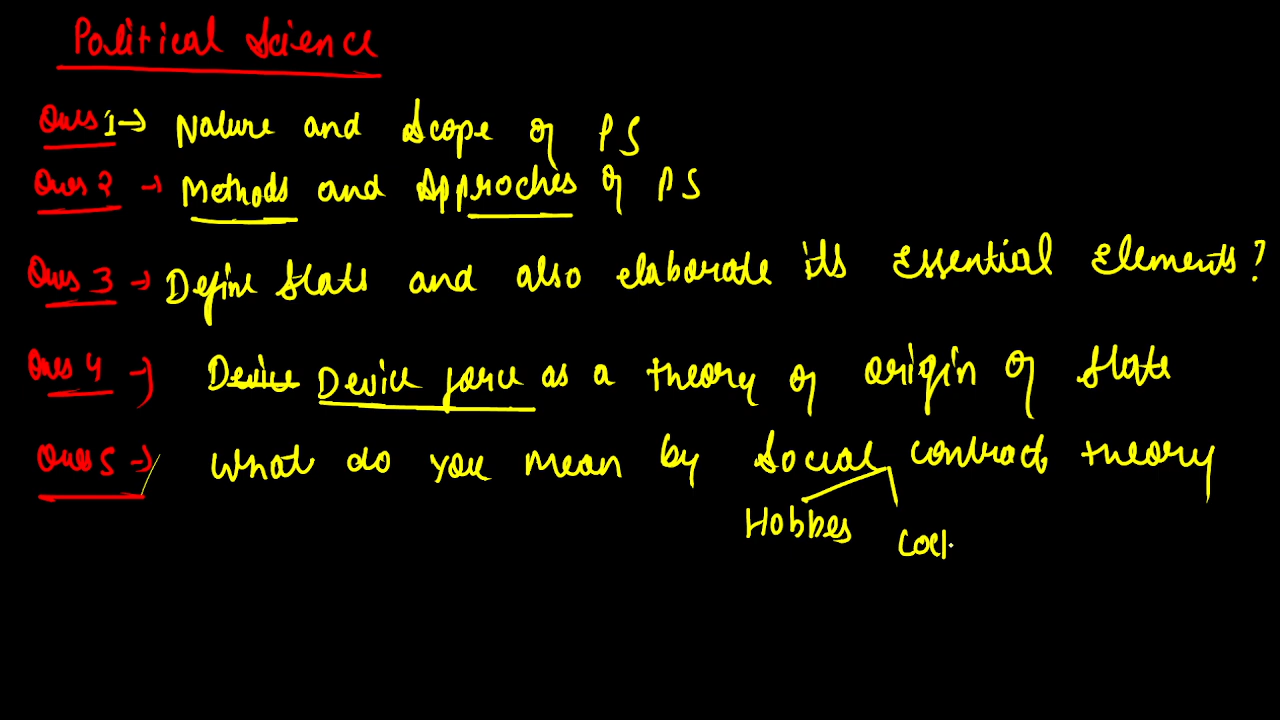 Political Science
Ques 1→ Nature and Scope of PS
Ques 2 → Methods and Approches of PS
Ques 3 → Define State and also elaborate its Essential Elements?
Ques 4 → Device Device force as a theory of origin of State
Ques 5 → What do you mean by Social contract theory
Hobbes Loc